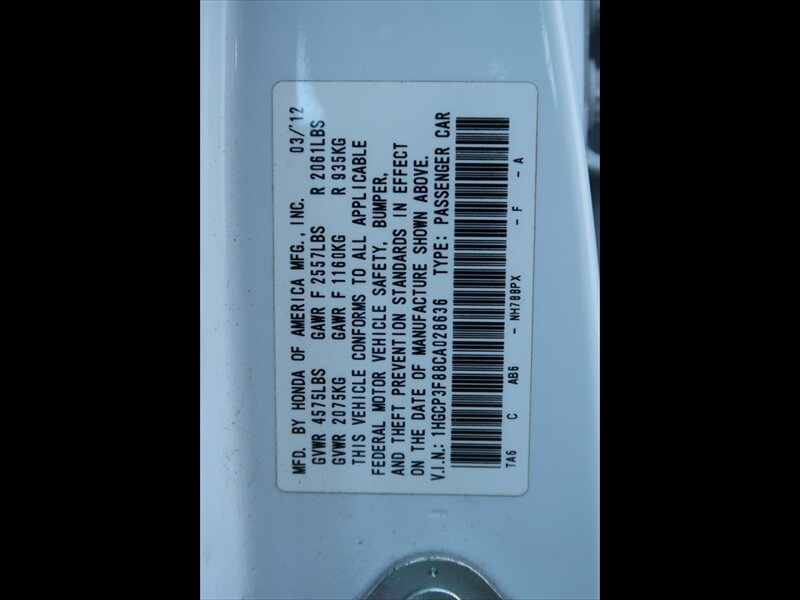 MFD. BY HONDA OF AMERICA MFG., INC. 03/'12
GVWR 4575LBS GAWR F 2557LBS R 2061LBS
GVWR 2075KG GAWR F 1160KG R 935KG
THIS VEHICLE CONFORMS TO ALL APPLICABLE
FEDERAL MOTOR VEHICLE SAFETY, BUMPER,
AND THEFT PREVENTION STANDARDS IN EFFECT
ON THE DATE OF MANUFACTURE SHOWN ABOVE.
V.I.N.: 1HGCP3F88CA028636 TYPE: PASSENGER CAR
TA6 C AB6 - NH788PX - F - A